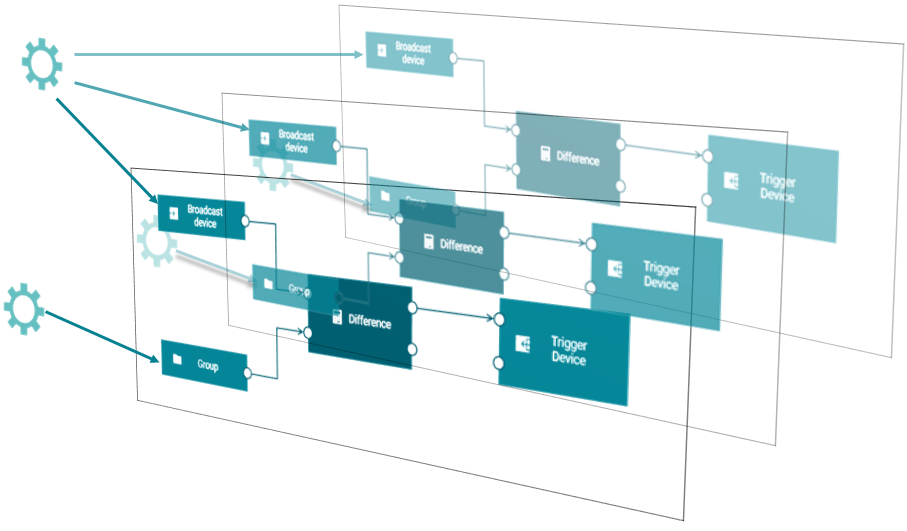 Broadcast
device
Difference
Trigger
Device
Broadcast
device
Group
Difference
Trigger
Device
Broadcast
device
Group
Difference
Trigger
Device
Group